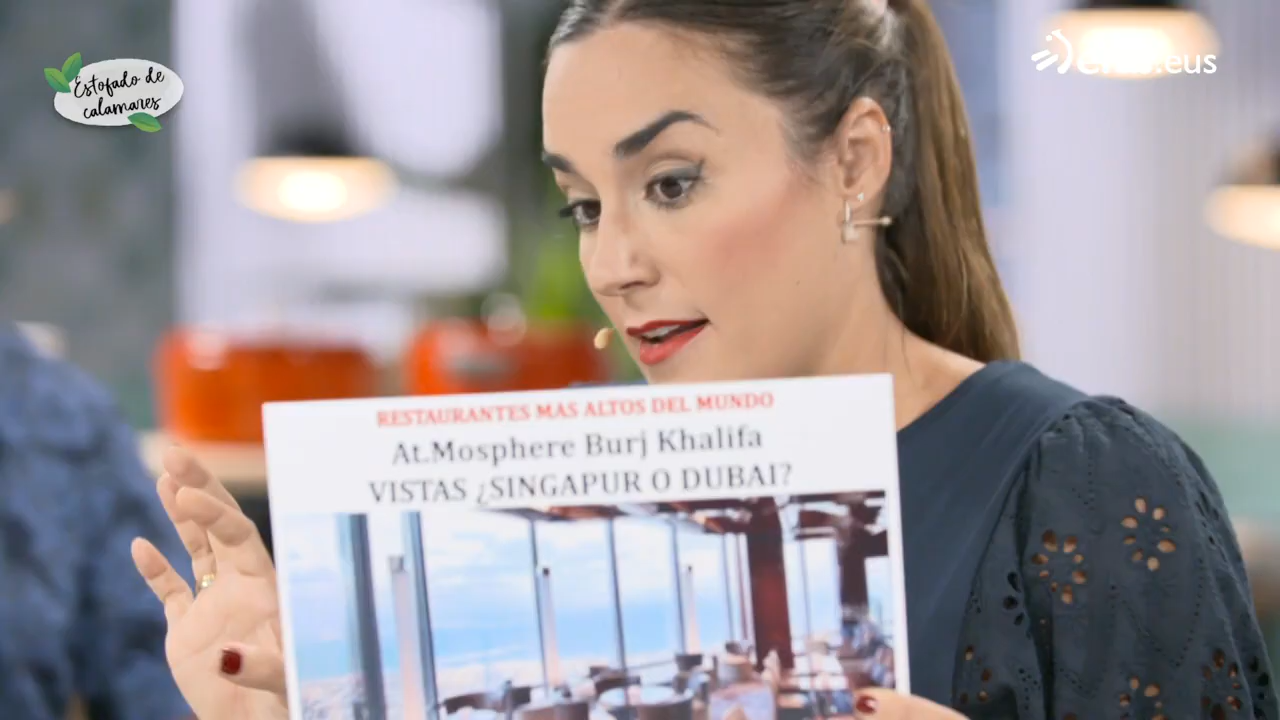 Estofado de
calamares
RESTAURANTES MAS ALTOS DEL MUNDO
At.Mosphere Burj Khalifa
VISTAS ¿SINGAPUR O DUBAI?